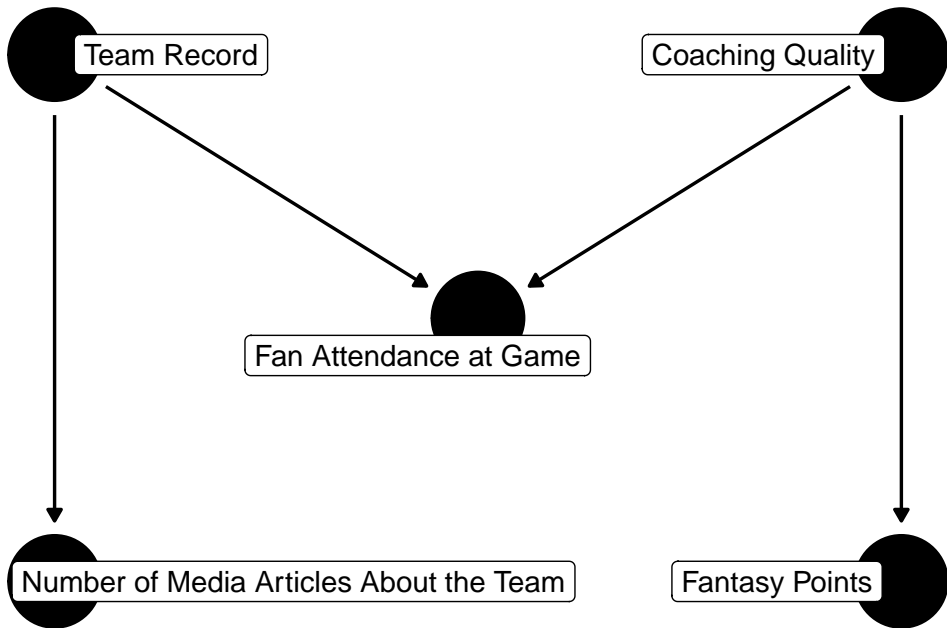 Team Record
Coaching Quality
Fan Attendance at Game
Number of Media Articles About the Team
Fantasy Points